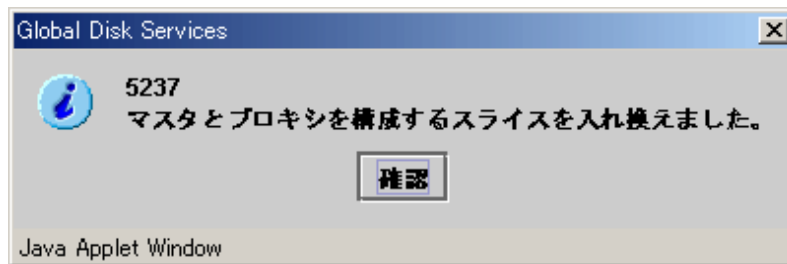 Global Disk Services
5237
マスタとプロキシを構成するスライスを入れ換えました。
確認
Java Applet Window